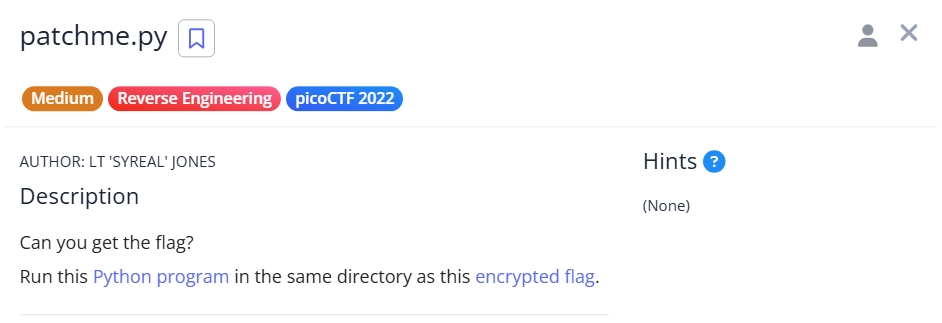 patchme.py
Medium Reverse Engineering picoCTF 2022
AUTHOR: LT 'SYREAL' JONES
Description
Can you get the flag?
Run this Python program in the same directory as this encrypted flag.
Hints ?
(None)